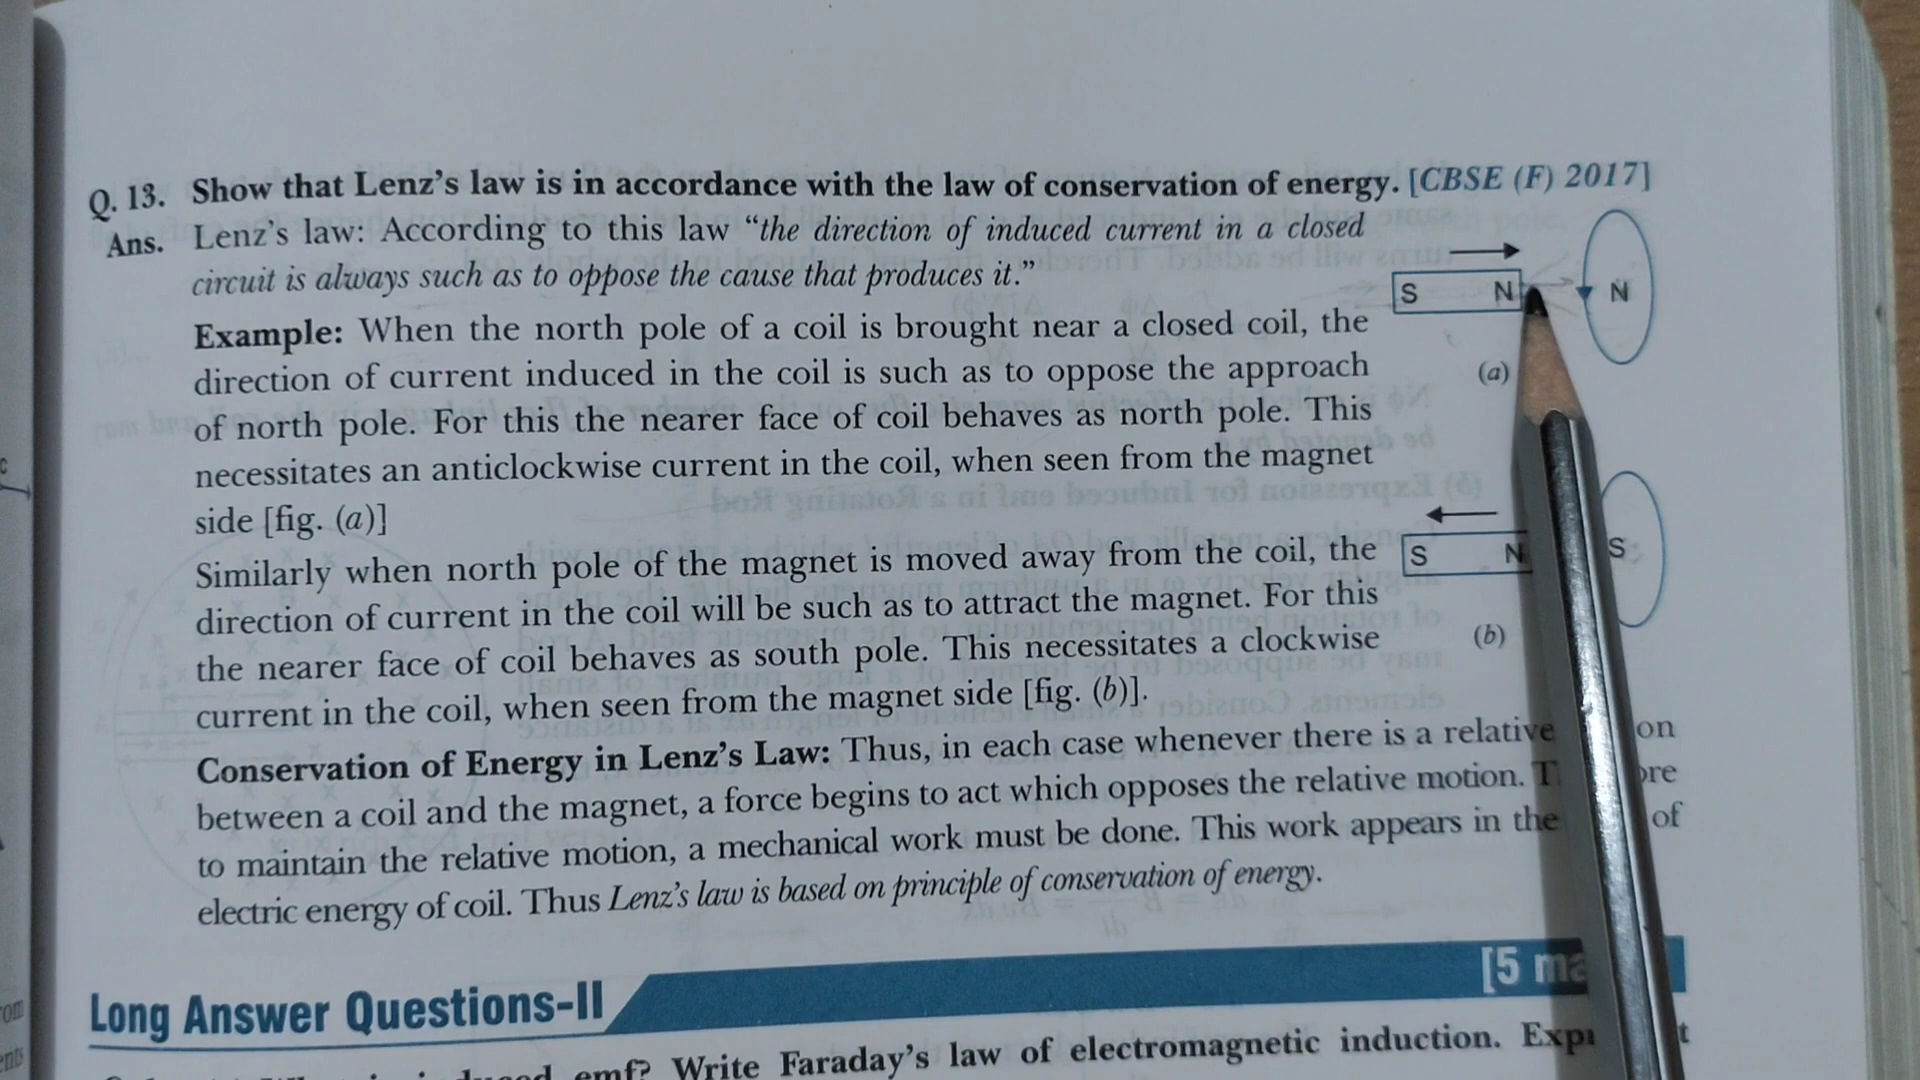 Q. 13. Show that Lenz's law is in accordance with the law of conservation of energy. [CBSE (F) 2017]
Ans. Lenz's law: According to this law “the direction of induced current in a closed
circuit is always such as to oppose the cause that produces it.”
Example: When the north pole of a coil is brought near a closed coil, the
direction of current induced in the coil is such as to oppose the approach
of north pole. For this the nearer face of coil behaves as north pole. This
necessitates an anticlockwise current in the coil, when seen from the magnet
side [fig. (a)]
S N N
(a)
Similarly when north pole of the magnet is moved away from the coil, the
direction of current in the coil will be such as to attract the magnet. For this
the nearer face of coil behaves as south pole. This necessitates a clockwise
current in the coil, when seen from the magnet side [fig. (b)].
S N S
(b)
Conservation of Energy in Lenz's Law: Thus, in each case whenever there is a relative
between a coil and the magnet, a force begins to act which opposes the relative motion.
to maintain the relative motion, a mechanical work must be done. This work appears in the of
electric energy of coil. Thus Lenz's law is based on principle of conservation of energy.
Long Answer Questions-II [5
emf? Write Faraday's law of electromagnetic induction.